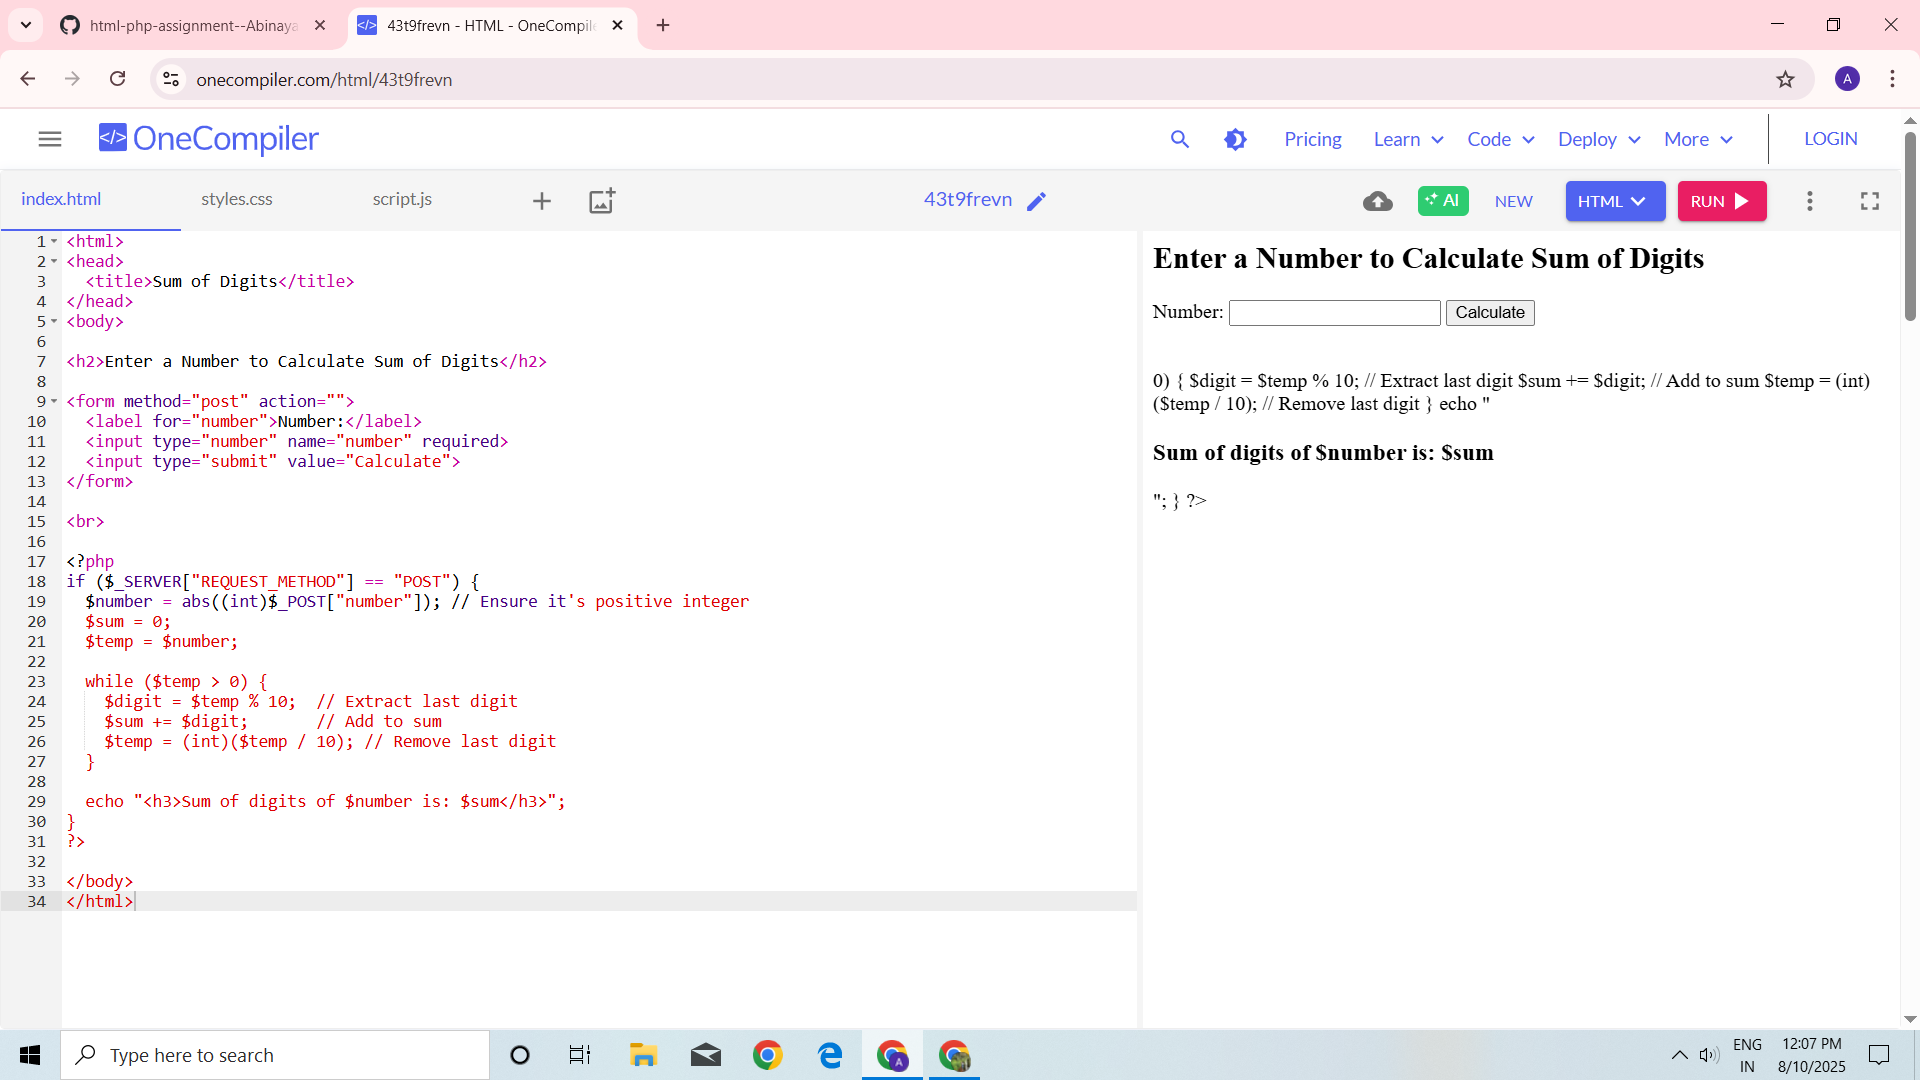 html-php-assignment--Abinaya
43t9frevn - HTML - OneCompile
onecompiler.com/html/43t9frevn
A
</> OneCompiler
Pricing
Learn
Code
Deploy
More
LOGIN
index.html
styles.css
script.js
43t9frevn
AI
NEW
HTML
RUN
1 <html>
2 <head>
3 <title>Sum of Digits</title>
4 </head>
5 <body>
6
7 <h2>Enter a Number to Calculate Sum of Digits</h2>
8
9 <form method="post" action="">
10 <label for="number">Number:</label>
11 <input type="number" name="number" required>
12 <input type="submit" value="Calculate">
13 </form>
14
15 <br>
16
17 <?php
18 if ($_SERVER["REQUEST_METHOD"] == "POST") {
19 $number = abs((int)$_POST["number"]); // Ensure it's positive integer
20 $sum = 0;
21 $temp = $number;
22
23 while ($temp > 0) {
24 $digit = $temp % 10;  // Extract last digit
25 $sum += $digit;       // Add to sum
26 $temp = (int)($temp / 10); // Remove last digit
27 }
28
29 echo "<h3>Sum of digits of $number is: $sum</h3>";
30 }
31 ?>
32
33 </body>
34 </html>
Enter a Number to Calculate Sum of Digits
Number:
Calculate
0) { $digit = $temp % 10; // Extract last digit $sum += $digit; // Add to sum $temp = (int)
($temp / 10); // Remove last digit } echo "
Sum of digits of $number is: $sum
"; } ?>
Type here to search
A
ENG
IN
12:07 PM
8/10/2025